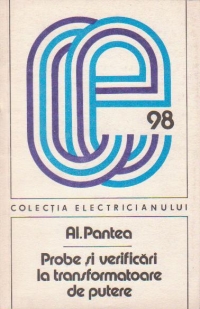 98
COLECȚIA ELECTRICIANULUI
Al. Pantea
Probe și verificări
la transformatoare
de putere